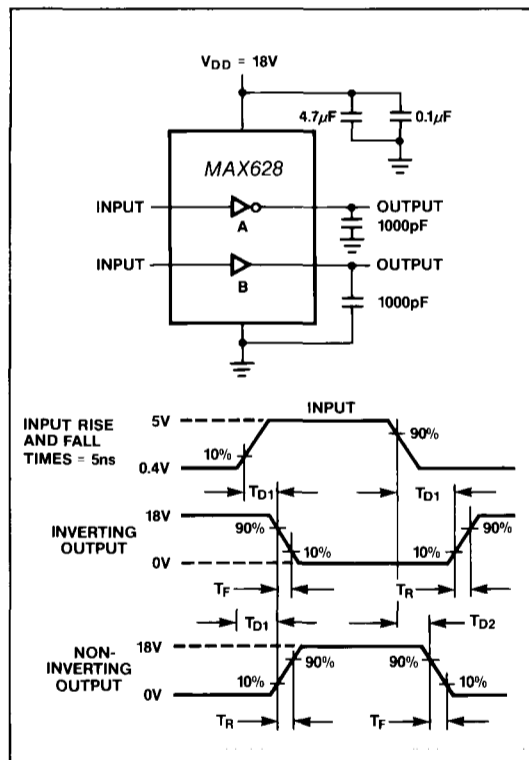 VDD = 18V
4.7µF
0.1µF
MAX628
INPUT
A
OUTPUT
1000pF
INPUT
B
OUTPUT
1000pF
INPUT RISE
AND FALL
TIMES = 5ns
5V
INPUT
10%
90%
0.4V
TD1
TD1
INVERTING
OUTPUT
18V
90%
10%
10%
90%
0V
TF
TR
TD1
TD2
NON-
INVERTING
OUTPUT
18V
90%
90%
10%
10%
0V
TR
TF